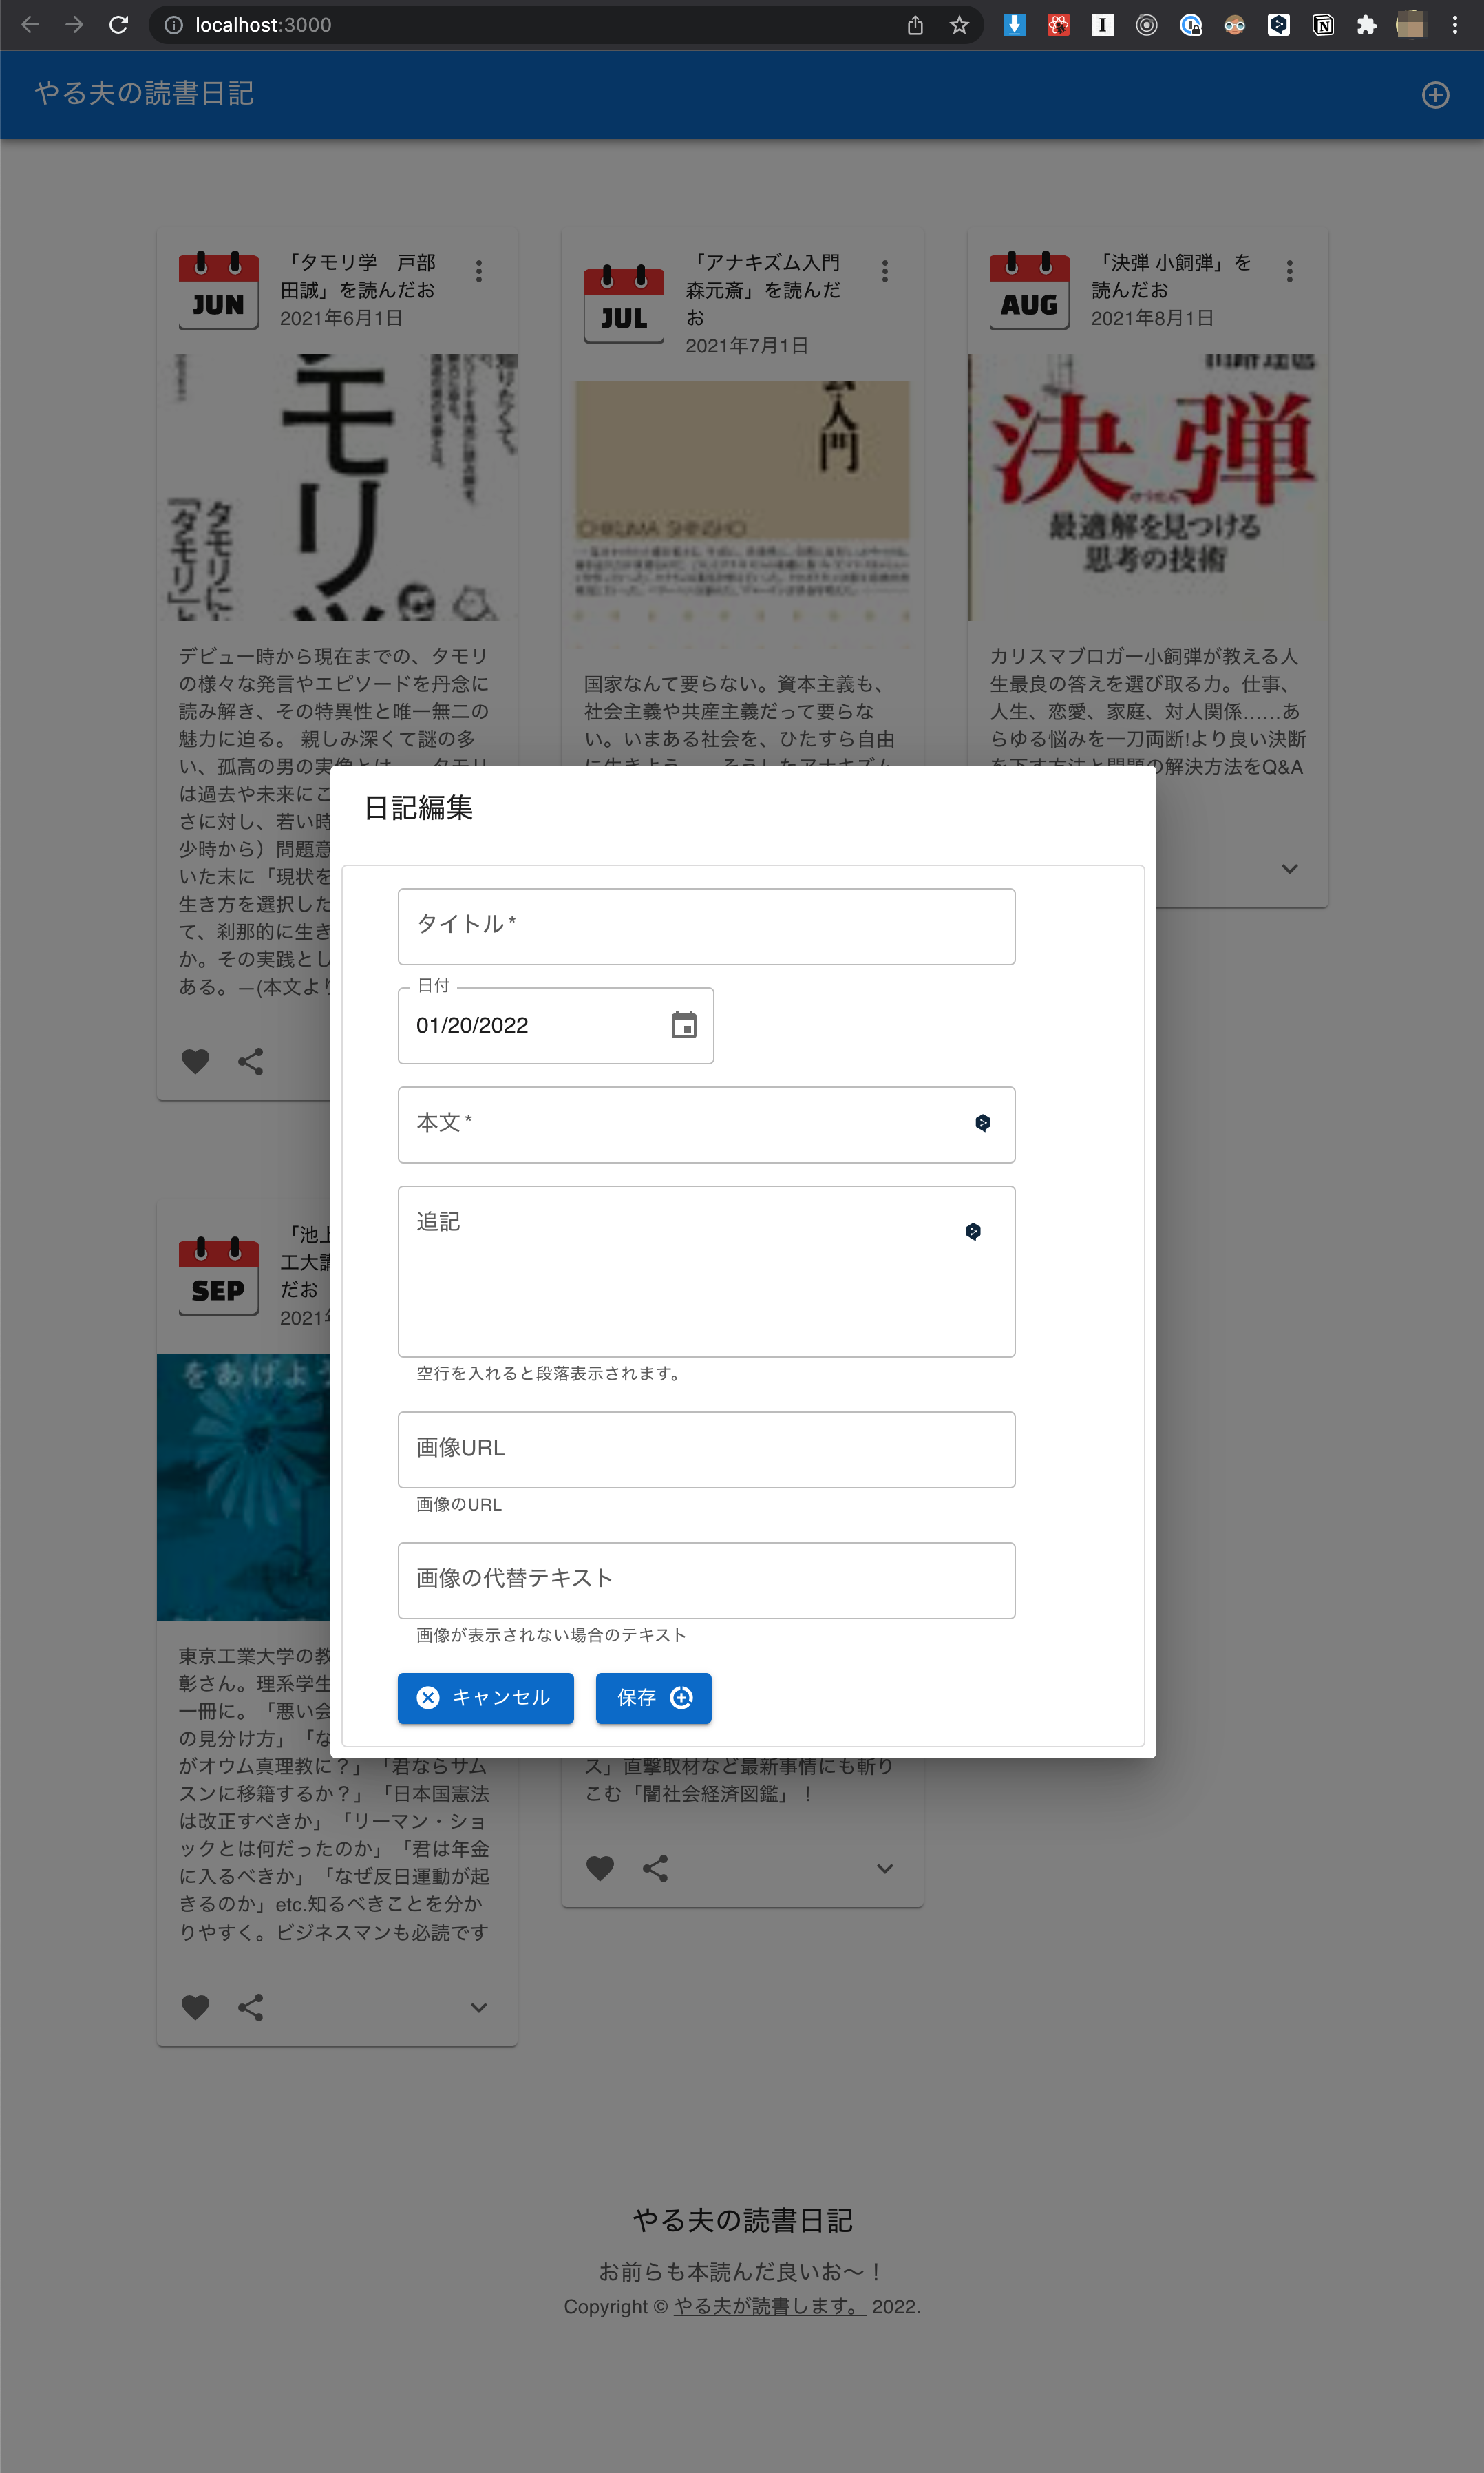 localhost:3000
やる夫の読書日記
JUN
「タモリ学　戸部
田誠」を読んだお
2021年6月1日
モリ
タモリに
『タモリ』と
デビュー時から現在までの、タモリ
の様々な発言やエピソードを丹念に
読み解き、その特異性と唯一無二の
魅力に迫る。 親しみ深くて謎の多
い、孤高の男の実像とは。 タモリ
は過去や未来にこ
さに対し、若い時
少時から）問題意
いた末に「現状を
生き方を選択した
て、刹那的に生き
か。その実践とし
ある。―(本文より
JUL
「アナキズム入門
森元斎」を読んだ
お
2021年7月1日
入門
CHIKUMA SHINSHO
国家なんて要らない。資本主義も、
社会主義や共産主義だって要らな
い。いまある社会を、ひたすら自由
に生きよう――そうしたアナキズム
AUG
「決弾 小飼弾」を
読んだお
2021年8月1日
決弾
けつだん
最適解を見つける
思考の技術
カリスマブロガー小飼弾が教える人
生最良の答えを選び取る力。仕事、
人生、恋愛、家庭、対人関係……あ
らゆる悩みを一刀両断!より良い決断
を下す方法と問題の解決方法をQ&A
日記編集
タイトル *
日付
01/20/2022
本文 *
追記
空行を入れると段落表示されます。
画像URL
画像のURL
画像の代替テキスト
画像が表示されない場合のテキスト
キャンセル
保存
SEP
「池上
工大講
だお
2021年
をあげよう
東京工業大学の教
彰さん。理系学生
一冊に。「悪い会
の見分け方」「な
がオウム真理教に？」「君ならサム
スンに移籍するか？」「日本国憲法
は改正すべきか」「リーマン・ショ
ックとは何だったのか」「君は年金
に入るべきか」「なぜ反日運動が起
きるのか」etc.知るべきことを分か
りやすく。ビジネスマンも必読です
ス」直撃取材など最新事情にも斬り
こむ「闇社会経済図鑑」！
やる夫の読書日記
お前らも本読んだ良いお〜！
Copyright © やる夫が読書します。 2022.